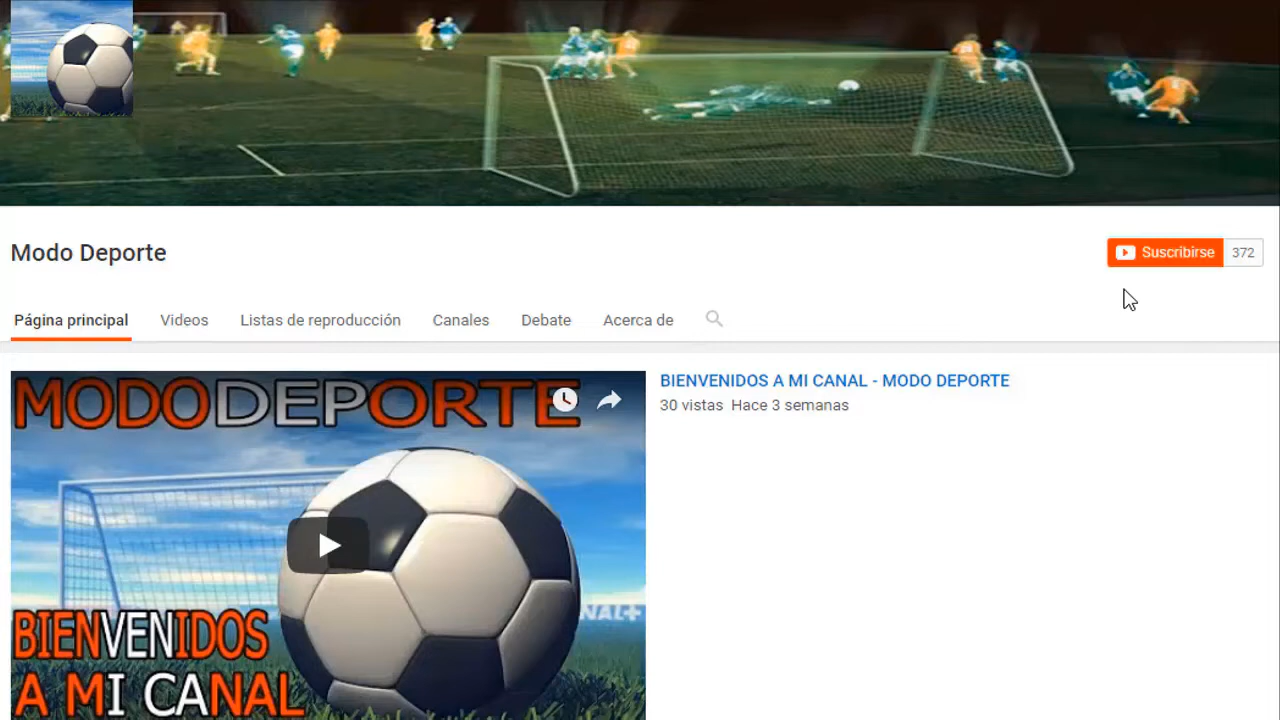 Modo Deporte
Suscribirse 372
Página principal Videos Listas de reproducción Canales Debate Acerca de
MODODEPORTE
BIENVENIDOS
A MI CANAL
NAL+
BIENVENIDOS A MI CANAL - MODO DEPORTE
30 vistas Hace 3 semanas